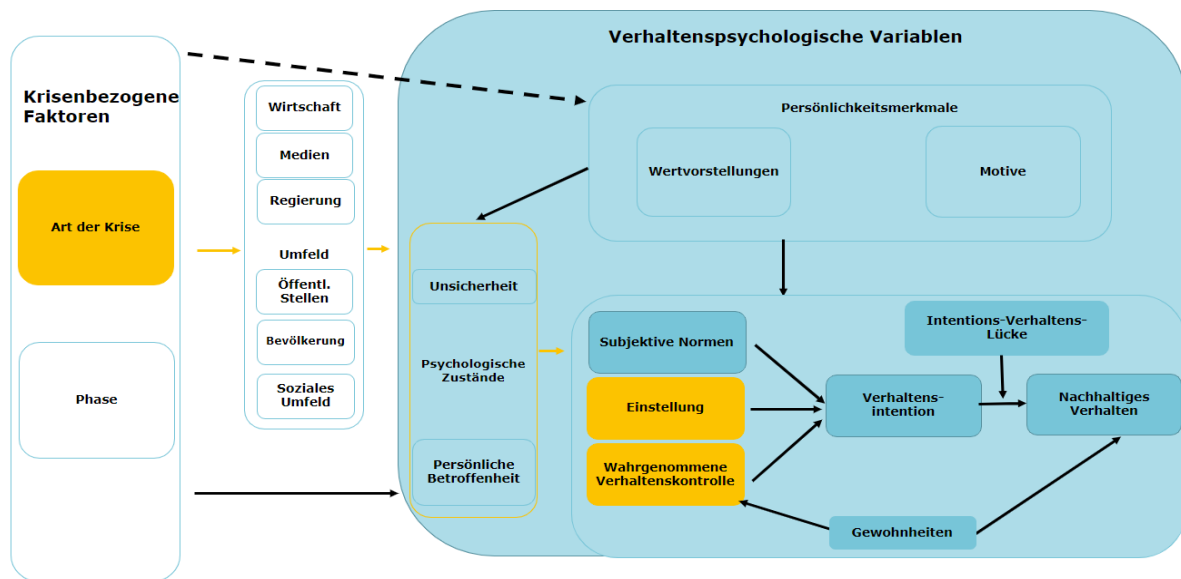 Verhaltenspsychologische Variablen
Krisenbezogene
Faktoren
Art der Krise
Phase
Wirtschaft
Medien
Regierung
Umfeld
Öffentl.
Stellen
Bevölkerung
Soziales
Umfeld
Persönlichkeitsmerkmale
Wertvorstellungen
Motive
Unsicherheit
Psychologische
Zustände
Persönliche
Betroffenheit
Subjektive Normen
Einstellung
Wahrgenommene
Verhaltenskontrolle
Intentions-Verhaltens-
Lücke
Verhaltens-
intention
Nachhaltiges
Verhalten
Gewohnheiten